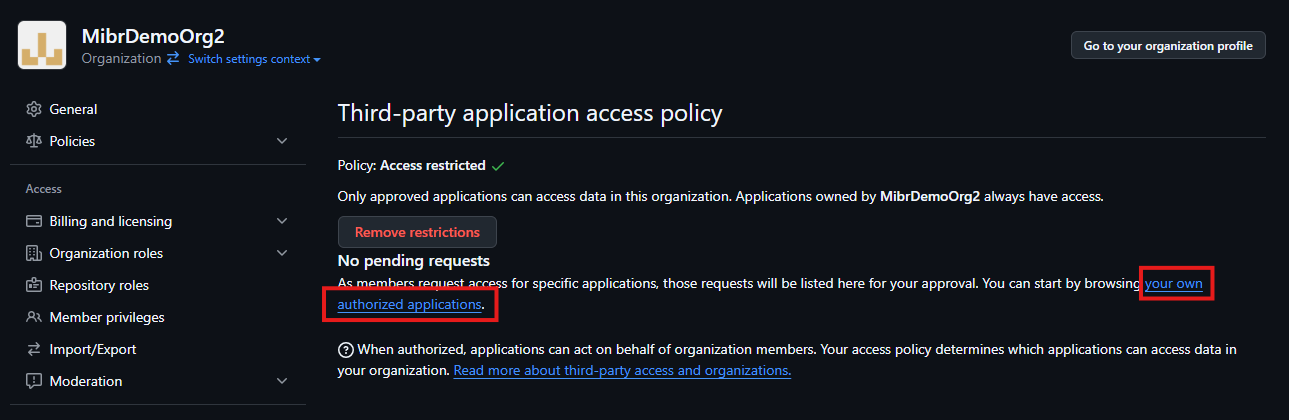 MibrDemoOrg2
Organization Switch settings context
Go to your organization profile
General
Policies
Access
Billing and licensing
Organization roles
Repository roles
Member privileges
Import/Export
Moderation
Third-party application access policy
Policy: Access restricted
Only approved applications can access data in this organization. Applications owned by MibrDemoOrg2 always have access.
Remove restrictions
No pending requests
As members request access for specific applications, those requests will be listed here for your approval. You can start by browsing your own
authorized applications.
When authorized, applications can act on behalf of organization members. Your access policy determines which applications can access data in
your organization. Read more about third-party access and organizations.